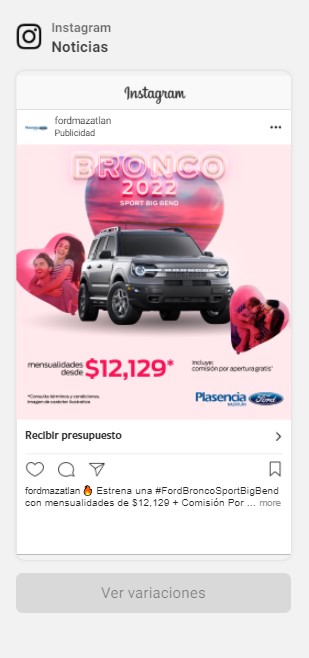 Instagram
Noticias
Instagram
fordmazatlan
Publicidad
BRONCO
2022
SPORT BIG BEND
mensualidades
desde $12,129*
Incluye:
comisión por apertura gratis*
*Consulta términos y condiciones.
Imagen de carácter ilustrativo
Plasencia Ford
Recibir presupuesto
fordmazatlan 🔥 Estrena una #FordBroncoSportBigBend
con mensualidades de $12,129 + Comisión Por ... more
Ver variaciones